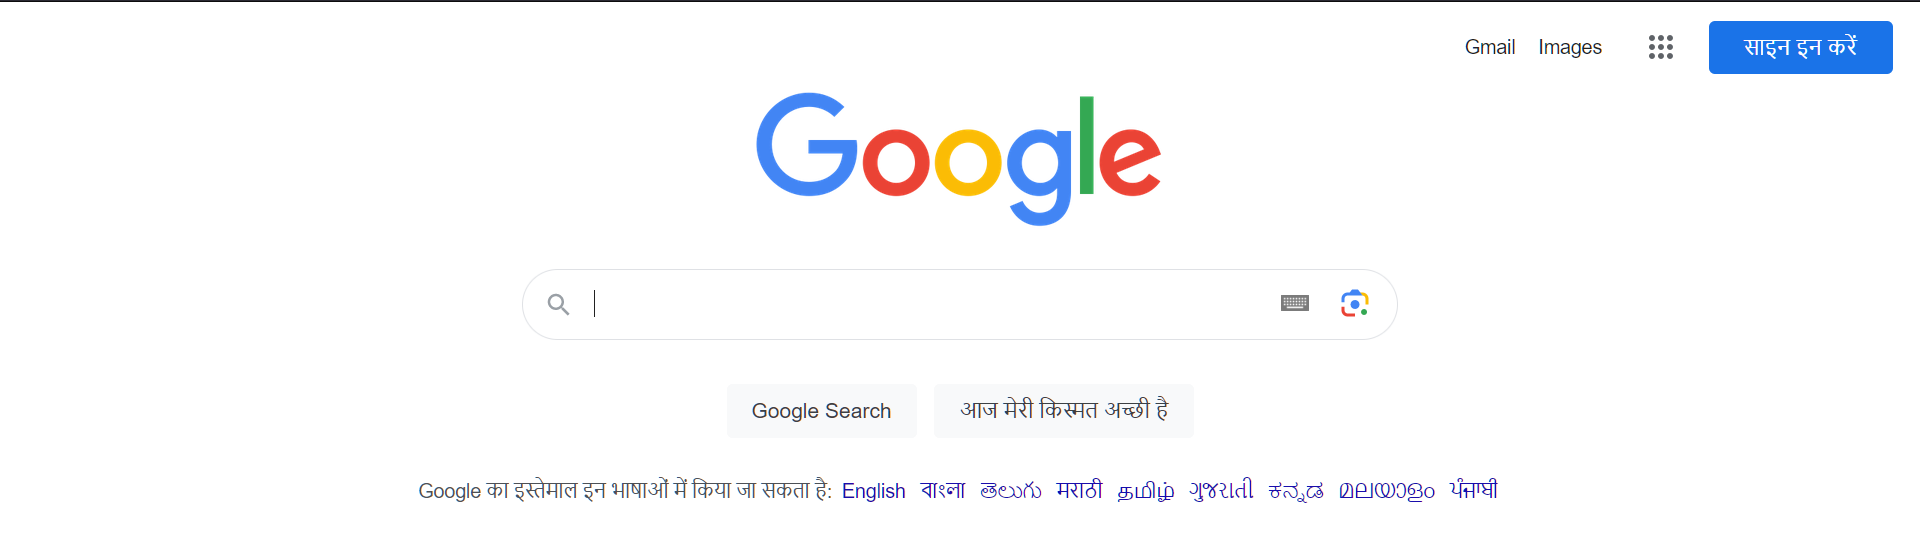 Gmail Images साइन इन करें
Google
Google Search आज मेरी किस्मत अच्छी है
Google का इस्तेमाल इन भाषाओं में किया जा सकता है: English বাংলা తెలుగు मराठी தமிழ் ગુજરાતી ಕನ್ನಡ മലയാളം ਪੰਜਾਬੀ